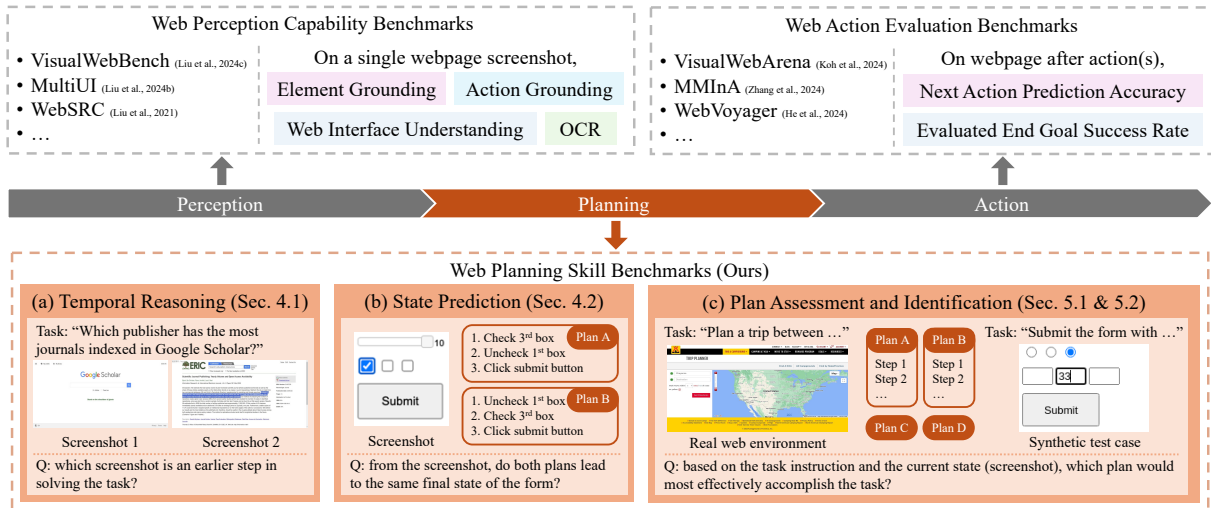 Web Perception Capability Benchmarks
• VisualWebBench (Liu et al., 2024c)
• MultiUI (Liu et al., 2024b)
• WebSRC (Liu et al., 2021)
• …
On a single webpage screenshot,
Element Grounding
Action Grounding
Web Interface Understanding
OCR
Web Action Evaluation Benchmarks
• VisualWebArena (Koh et al., 2024)
• MMInA (Zhang et al., 2024)
• WebVoyager (He et al., 2024)
• …
On webpage after action(s),
Next Action Prediction Accuracy
Evaluated End Goal Success Rate
Perception
Planning
Action
Web Planning Skill Benchmarks (Ours)
(a) Temporal Reasoning (Sec. 4.1)
Task: “Which publisher has the most
journals indexed in Google Scholar?”
Google Scholar
ERIC
Screenshot 1
Screenshot 2
Q: which screenshot is an earlier step in
solving the task?
(b) State Prediction (Sec. 4.2)
10
Submit
Screenshot
Plan A
1. Check 3rd box
2. Uncheck 1st box
3. Click submit button
Plan B
1. Uncheck 1st box
2. Check 3rd box
3. Click submit button
Q: from the screenshot, do both plans lead
to the same final state of the form?
(c) Plan Assessment and Identification (Sec. 5.1 & 5.2)
Task: “Plan a trip between …”
TRIP PLANNER
Real web environment
Plan A
Step 1
Step 2
…
Plan B
Step 1
Step 2
…
Plan C
Plan D
Task: “Submit the form with …”
33
Submit
Synthetic test case
Q: based on the task instruction and the current state (screenshot), which plan would
most effectively accomplish the task?